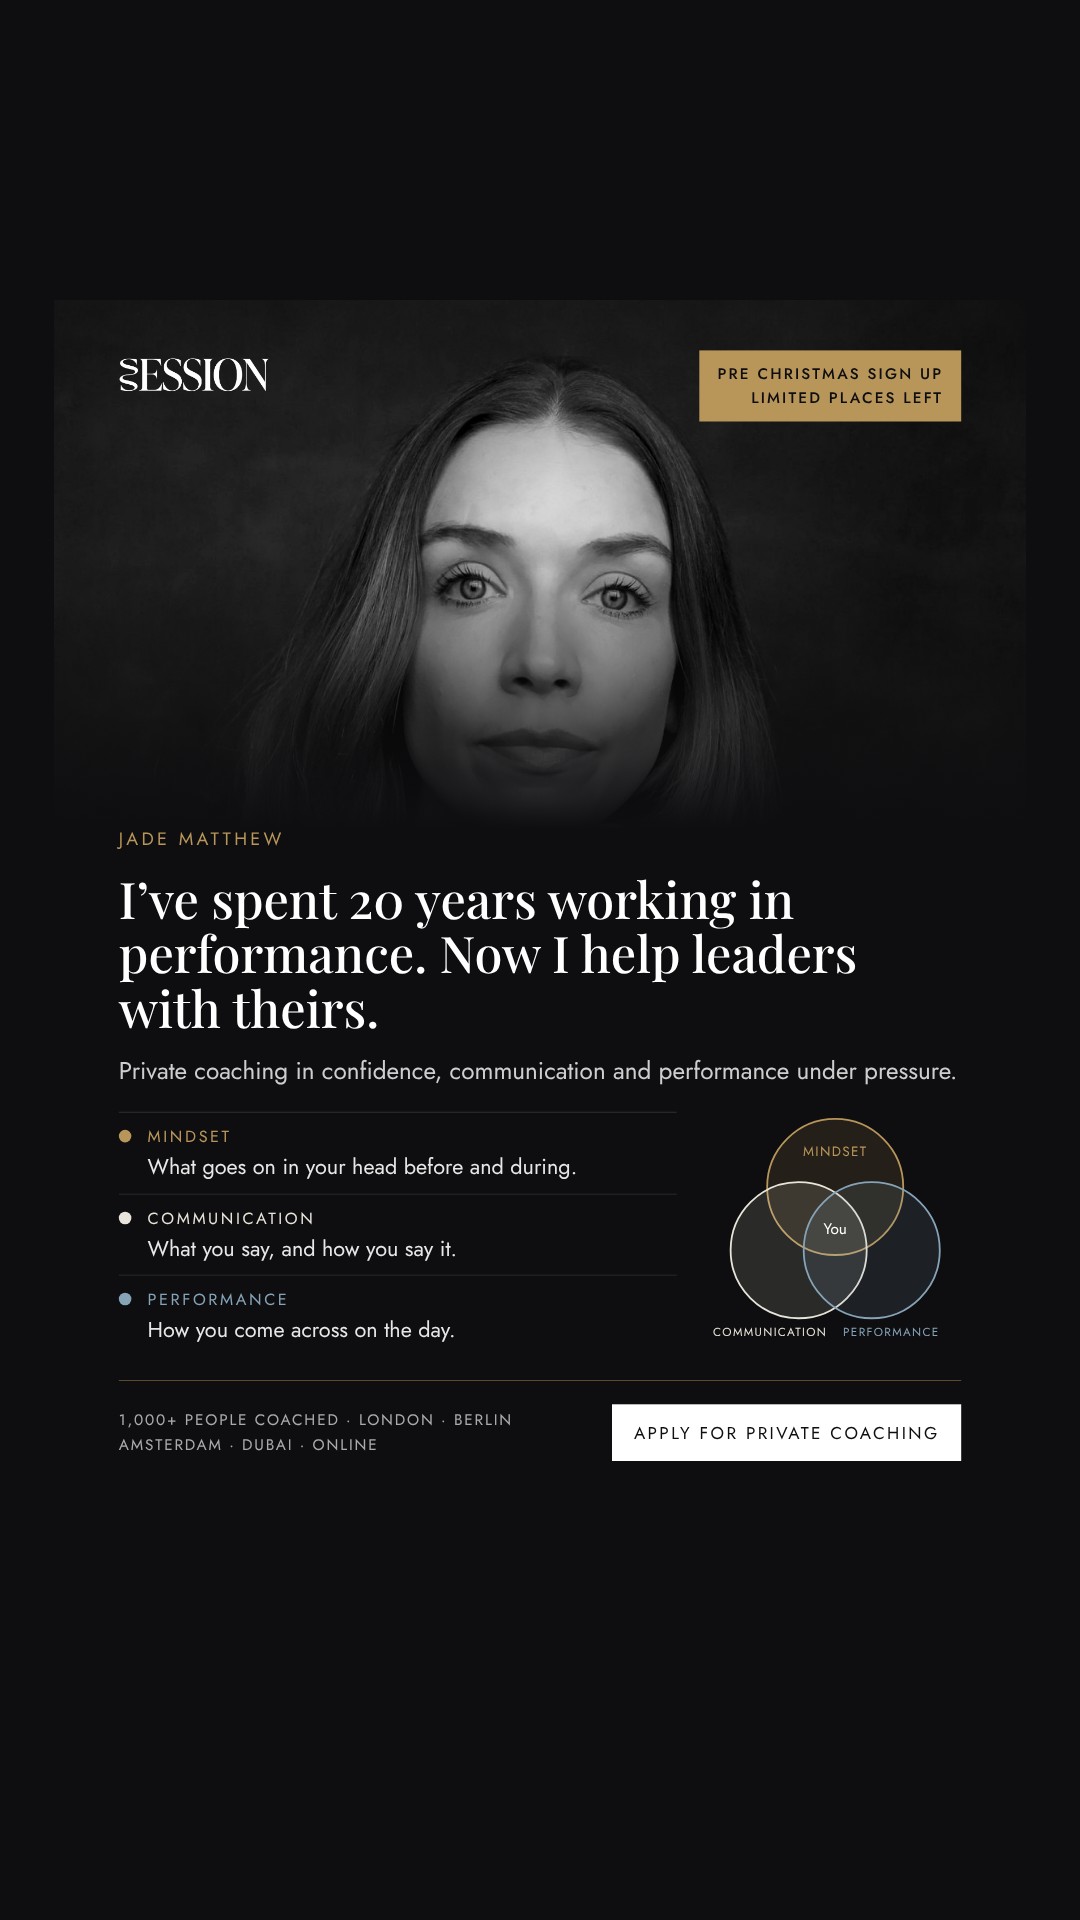 SESSION
PRE CHRISTMAS SIGN UP
LIMITED PLACES LEFT
JADE MATTHEW
I’ve spent 20 years working in
performance. Now I help leaders
with theirs.
Private coaching in confidence, communication and performance under pressure.
MINDSET
What goes on in your head before and during.
COMMUNICATION
What you say, and how you say it.
PERFORMANCE
How you come across on the day.
MINDSET
You
COMMUNICATION PERFORMANCE
1,000+ PEOPLE COACHED · LONDON · BERLIN
AMSTERDAM · DUBAI · ONLINE
APPLY FOR PRIVATE COACHING